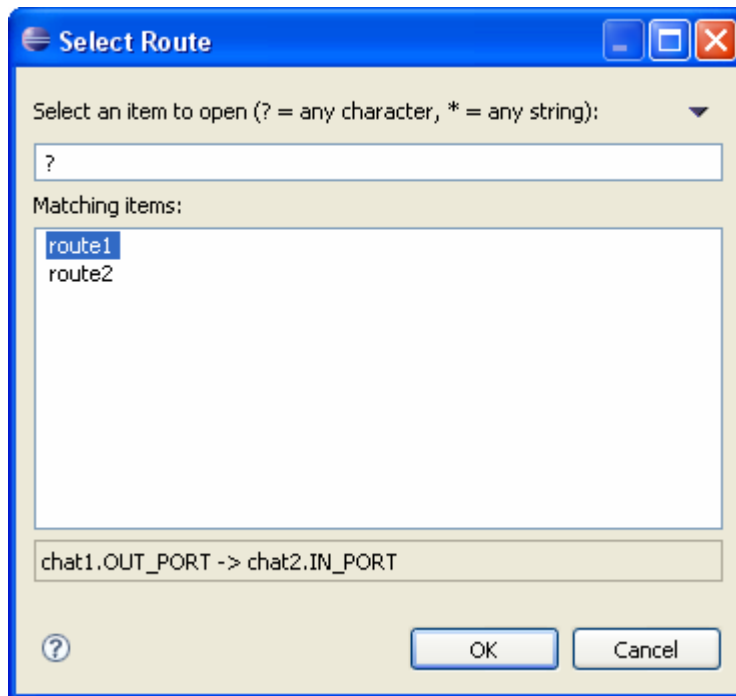 Select Route
Select an item to open (? = any character, * = any string):
?
Matching items:
route1
route2
chat1.OUT_PORT -> chat2.IN_PORT
?
OK
Cancel